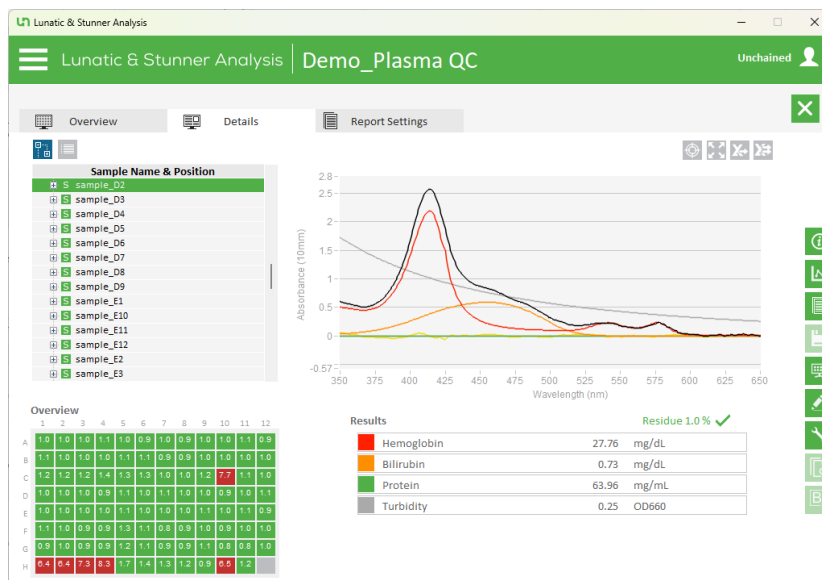 Lunatic & Stunner Analysis
Lunatic & Stunner Analysis
Demo_Plasma QC
Unchained
Overview
Details
Report Settings
Sample Name & Position
S sample_D2
S sample_D3
S sample_D4
S sample_D5
S sample_D6
S sample_D7
S sample_D8
S sample_D9
S sample_E1
S sample_E10
S sample_E11
S sample_E12
S sample_E2
S sample_E3
Absorbance (10mm)
2.8
2.5
2
1.5
1
0.5
0
-0.57
350 375 400 425 450 475 500 525 550 575 600 625 650
Wavelength (nm)
Overview
1 2 3 4 5 6 7 8 9 10 11 12
A 1.0 1.0 1.0 1.1 1.0 0.9 1.0 0.9 1.0 1.0 1.1 0.9
B 1.1 1.0 1.0 1.0 1.1 1.1 0.9 0.9 1.0 1.0 1.0 1.0
C 1.2 1.2 1.2 1.4 1.3 1.3 1.0 1.0 1.2 7.7 1.1 1.0
D 1.0 1.0 1.0 0.9 1.1 1.0 1.1 1.0 1.0 0.9 1.0 1.1
E 1.0 1.0 1.0 1.0 1.1 1.0 1.0 1.1 1.0 1.1 1.1 0.9
F 1.1 1.0 0.9 0.9 1.3 1.1 0.8 0.9 1.0 0.9 1.0 1.0
G 0.9 1.0 0.9 0.9 1.2 1.1 0.9 0.9 1.1 0.8 0.8 1.0
H 6.4 6.4 7.3 8.3 1.7 1.4 1.3 1.2 0.9 6.5 1.2
Results
Residue 1.0 %
Hemoglobin 27.76 mg/dL
Bilirubin 0.73 mg/dL
Protein 63.96 mg/mL
Turbidity 0.25 OD660